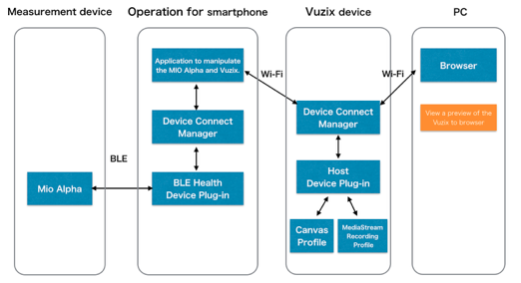 Measurement device
Operation for smartphone
Vuzix device
PC
Application to manipulate
the MIO Alpha and Vuzix.
Wi-Fi
Wi-Fi
Browser
Device Connect
Manager
Device Connect
Manager
View a preview of the
Vuzix to browser
BLE
Mio Alpha
BLE Health
Device Plug-in
Host
Device Plug-in
Canvas
Profile
MediaStream
Recording
Profile